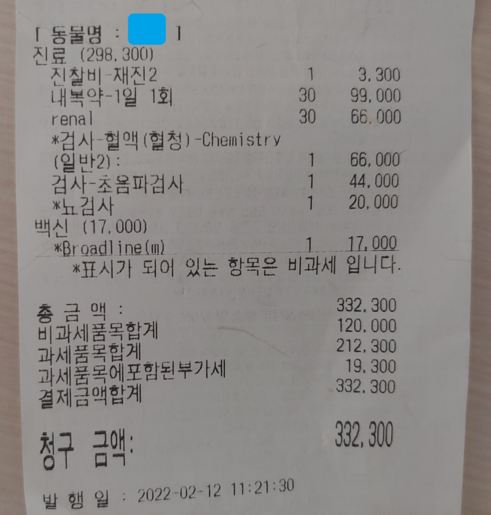 [ 동물명 : ]
진료 (298,300)
진찰비-재진2 1 3,300
내복약-1일 1회 30 99,000
renal 30 66,000
*검사-혈액(혈청)-Chemistry
(일반2): 1 66,000
검사-초음파검사 1 44,000
*뇨검사 1 20,000
백신 (17,000)
*Broadline(m) 1 17,000
*표시가 되어 있는 항목은 비과세 입니다.
총 금 액 : 332,300
비과세품목합계 120,000
과세품목합계 212,300
과세품목에포함된부가세 19,300
결제금액합계 332,300
청구 금액: 332,300
발 행 일 : 2022-02-12 11:21:30